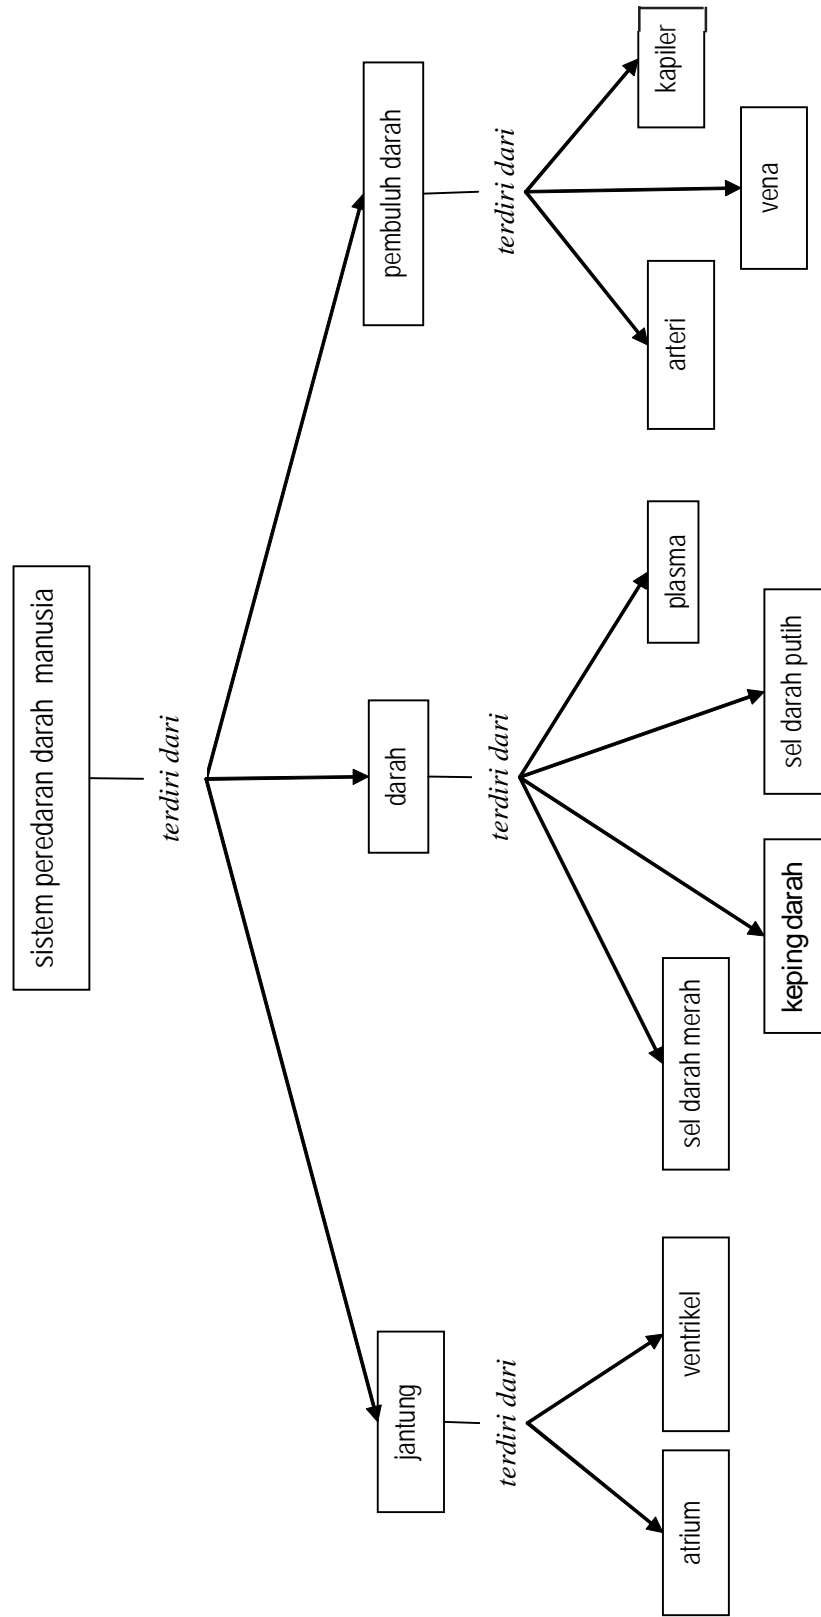 sistem peredaran darah manusia
terdiri dari
jantung
darah
pembuluh darah
terdiri dari
terdiri dari
terdiri dari
atrium
ventrikel
sel darah merah
keping darah
sel darah putih
plasma
arteri
vena
kapiler